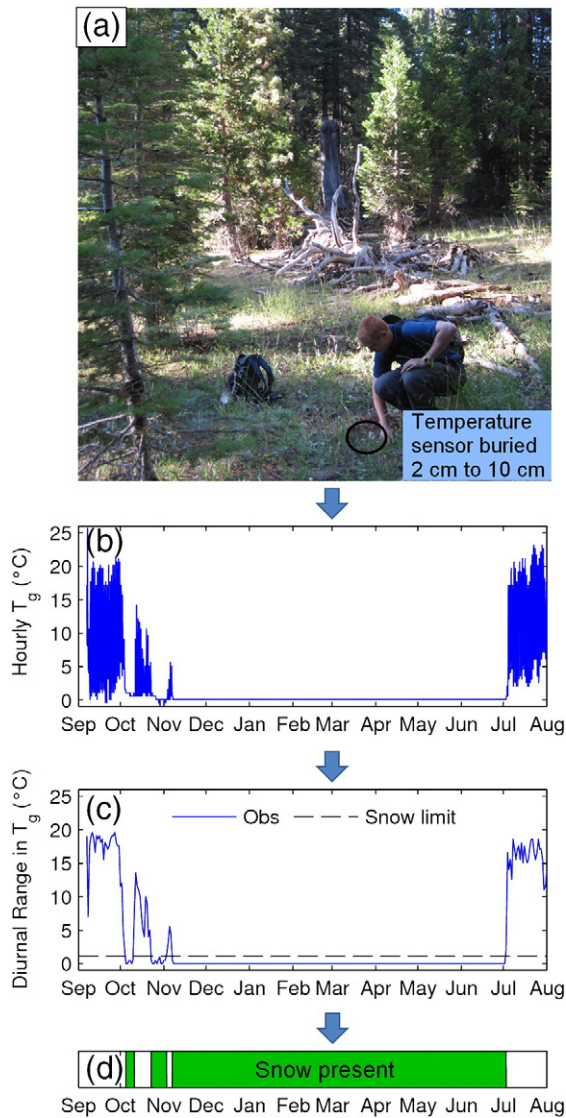 (a)
Temperature
sensor buried
2 cm to 10 cm
(b)
Hourly T_g (°C)
25
20
15
10
5
0
Sep Oct Nov Dec Jan Feb Mar Apr May Jun Jul Aug
(c)
Diurnal Range in T_g (°C)
25
20
15
10
5
0
Obs Snow limit
Sep Oct Nov Dec Jan Feb Mar Apr May Jun Jul Aug
(d)
Snow present
Sep Oct Nov Dec Jan Feb Mar Apr May Jun Jul Aug